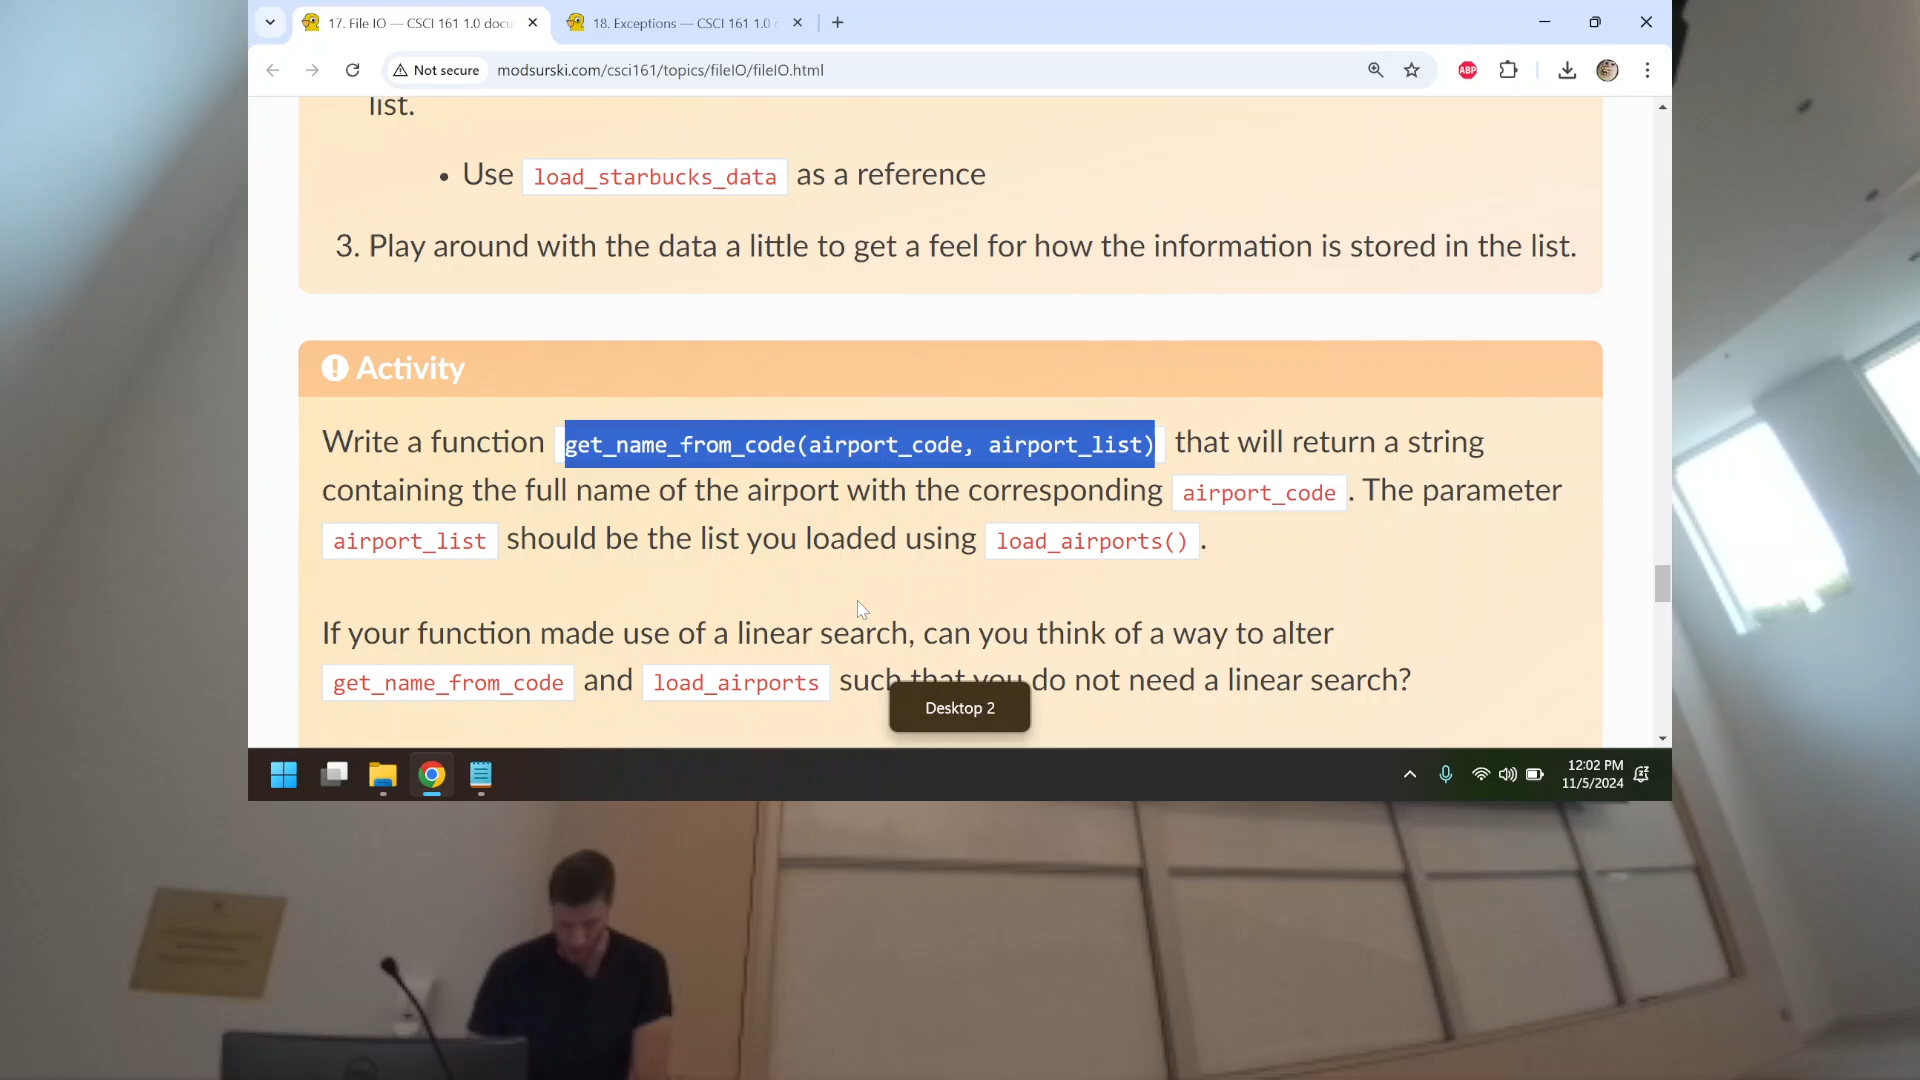 17. File IO — CSCI 161 1.0 docu
18. Exceptions — CSCI 161 1.0
Not secure
modsurski.com/csci161/topics/fileIO/fileIO.html
ABP
list.
Use load_starbucks_data as a reference
3. Play around with the data a little to get a feel for how the information is stored in the list.
Activity
Write a function get_name_from_code(airport_code, airport_list) that will return a string
containing the full name of the airport with the corresponding airport_code. The parameter
airport_list should be the list you loaded using load_airports().
If your function made use of a linear search, can you think of a way to alter
get_name_from_code and load_airports such that you do not need a linear search?
Desktop 2
12:02 PM
11/5/2024